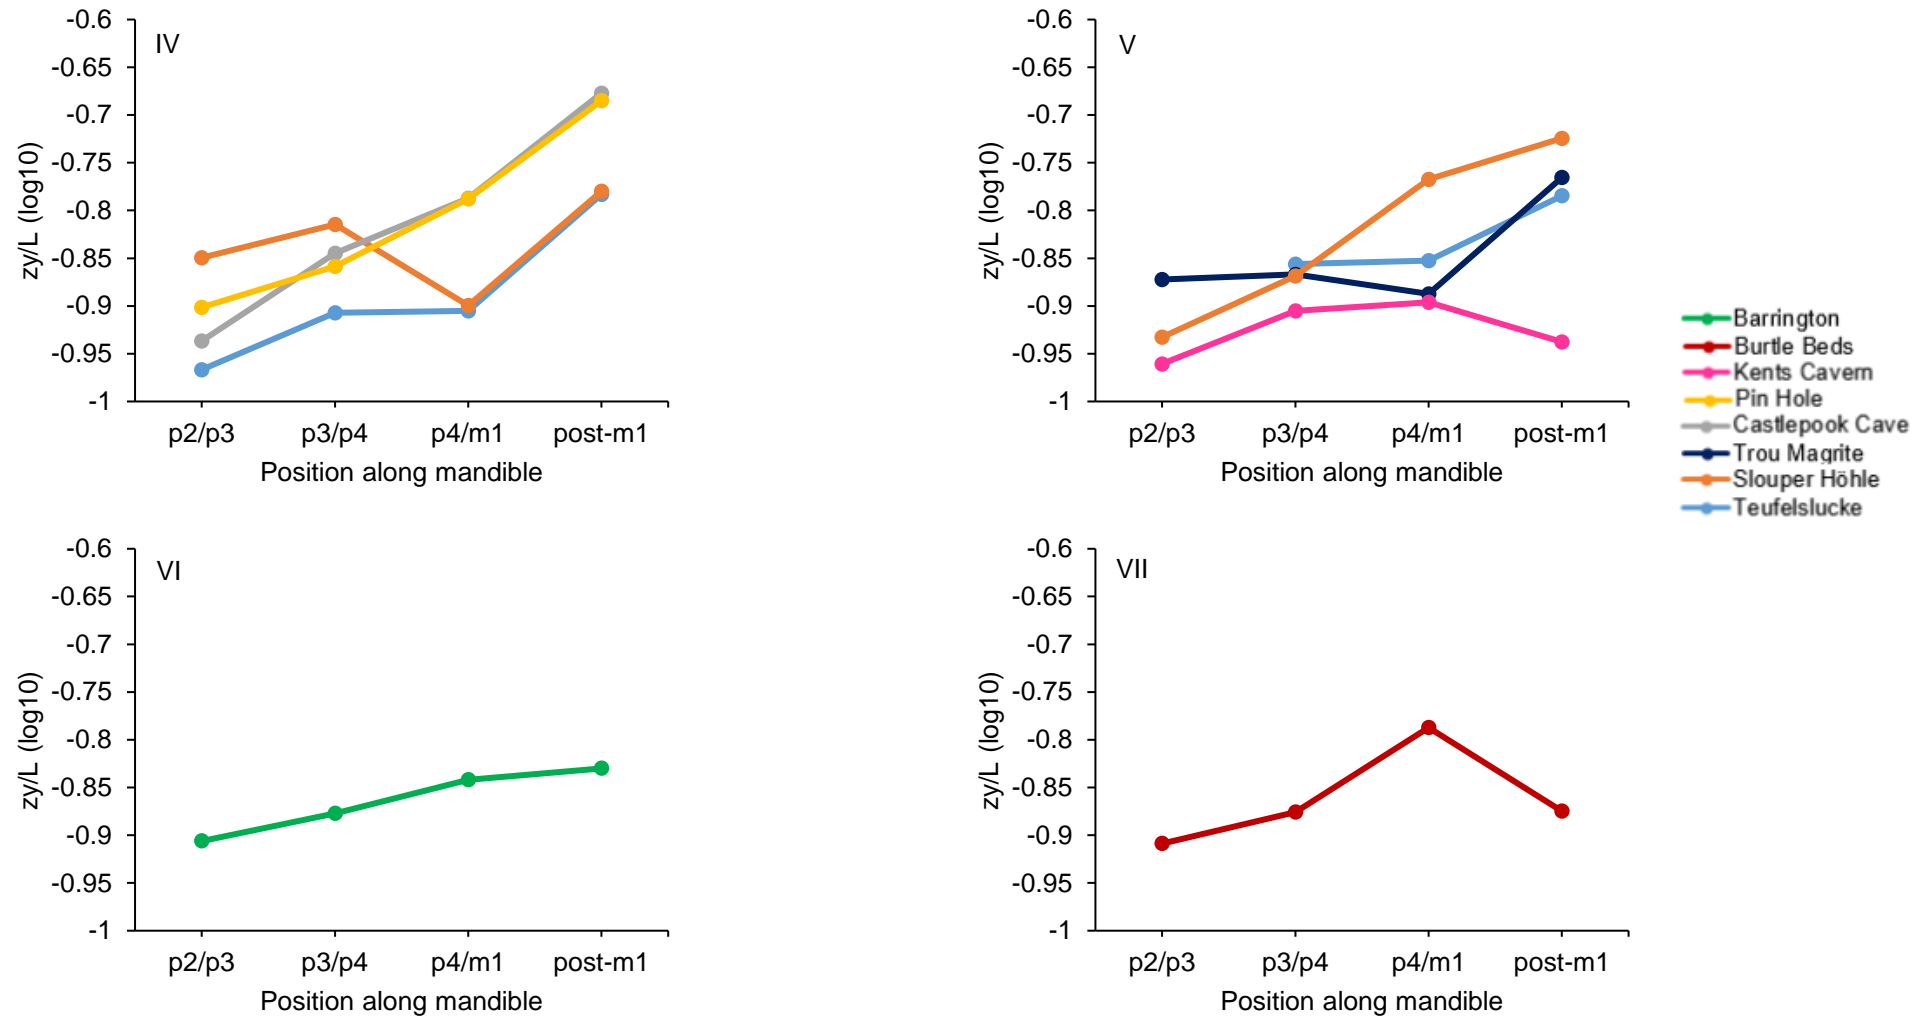 IV
-0.6
-0.65
-0.7
-0.75
-0.8
-0.85
-0.9
-0.95
-1
zy/L (log10)
p2/p3 p3/p4 p4/m1 post-m1
Position along mandible
V
-0.6
-0.65
-0.7
-0.75
-0.8
-0.85
-0.9
-0.95
-1
zy/L (log10)
p2/p3 p3/p4 p4/m1 post-m1
Position along mandible
Barrington
Burtle Beds
Kents Cavern
Pin Hole
Castlepook Cave
Trou Magrite
Slouper Höhle
Teufelslucke
VI
-0.6
-0.65
-0.7
-0.75
-0.8
-0.85
-0.9
-0.95
-1
zy/L (log10)
p2/p3 p3/p4 p4/m1 post-m1
Position along mandible
VII
-0.6
-0.65
-0.7
-0.75
-0.8
-0.85
-0.9
-0.95
-1
zy/L (log10)
p2/p3 p3/p4 p4/m1 post-m1
Position along mandible